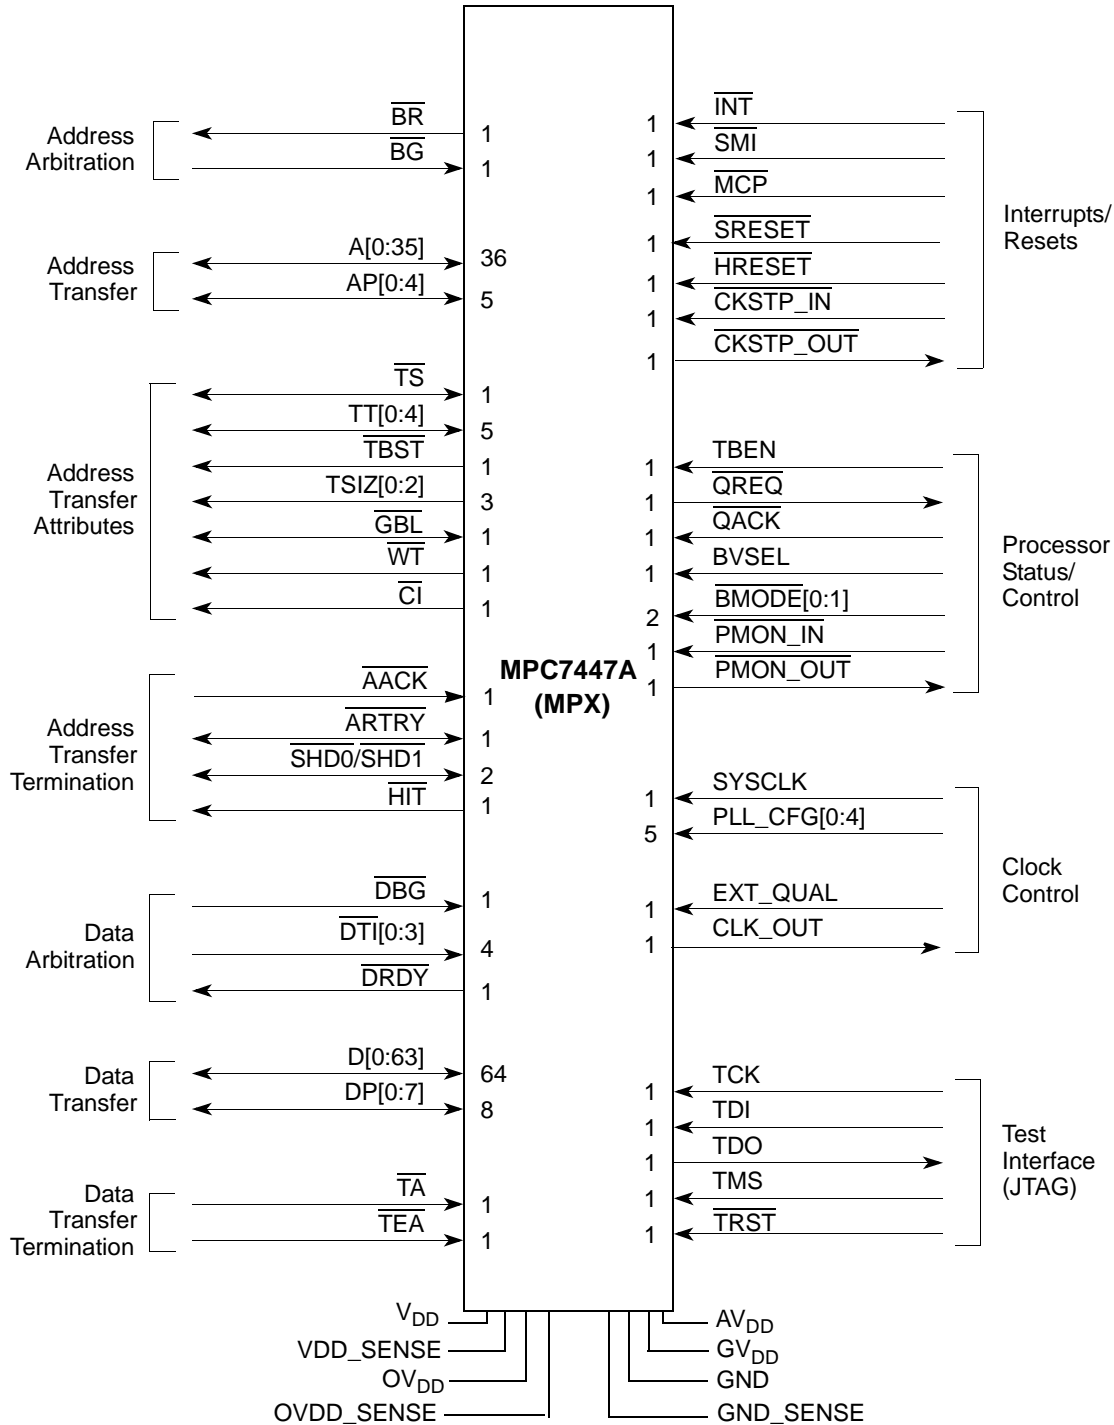 Address
Arbitration
BR
1
BG
1
Address
Transfer
A[0:35]
36
AP[0:4]
5
Address
Transfer
Attributes
TS
1
TT[0:4]
5
TBST
1
TSIZ[0:2]
3
GBL
1
WT
1
CI
1
Address
Transfer
Termination
AACK
1
ARTRY
1
SHD0/SHD1
2
HIT
1
Data
Arbitration
DBG
1
DTI[0:3]
4
DRDY
1
Data
Transfer
D[0:63]
64
DP[0:7]
8
Data
Transfer
Termination
TA
1
TEA
1
MPC7447A
(MPX)
1
INT
1
SMI
1
MCP
1
SRESET
1
HRESET
1
CKSTP_IN
1
CKSTP_OUT
Interrupts/
Resets
1
TBEN
1
QREQ
1
QACK
1
BVSEL
2
BMODE[0:1]
1
PMON_IN
1
PMON_OUT
Processor
Status/
Control
1
SYSCLK
5
PLL_CFG[0:4]
1
EXT_QUAL
1
CLK_OUT
Clock
Control
1
TCK
1
TDI
1
TDO
1
TMS
1
TRST
Test
Interface
(JTAG)
VDD
VDD_SENSE
OVDD
OVDD_SENSE
AVDD
GVDD
GND
GND_SENSE